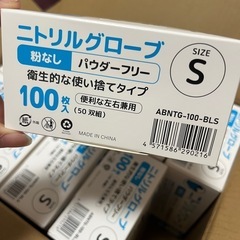 ニトリルグローブ
粉なし パウダーフリー
衛生的な使い捨てタイプ
100枚入 便利な左右兼用
(50双組)
MADE IN CHINA
SIZE
S
ABNTG-100-BLS
4571586290216